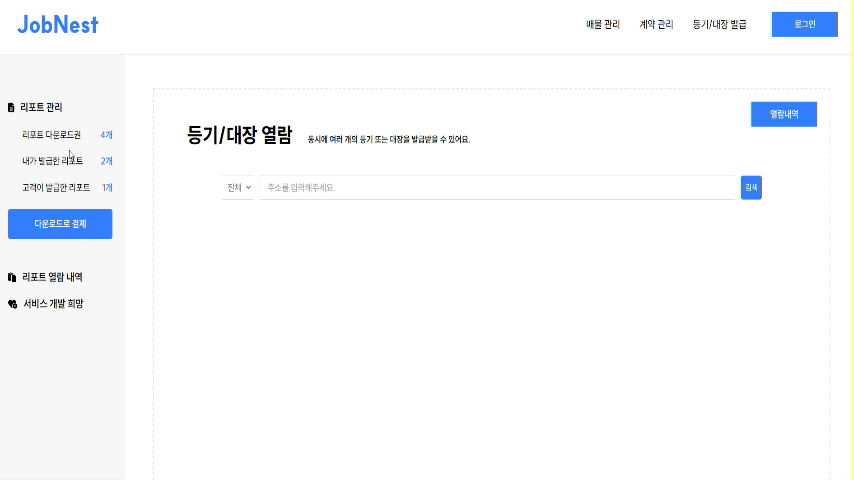 JobNest
매물 관리 계약 관리 등기/대장 발급 로그인
리포트 관리
리포트 다운로드권 4개
내가 발급한 리포트 2개
고객이 발급한 리포트 1개
다운로드로 결제
리포트 열람 내역
서비스 개발 희망
열람내역
등기/대장 열람 동시에 여러 개의 등기 또는 대장을 발급받을 수 있어요.
전체 주소를 입력해주세요. 검색